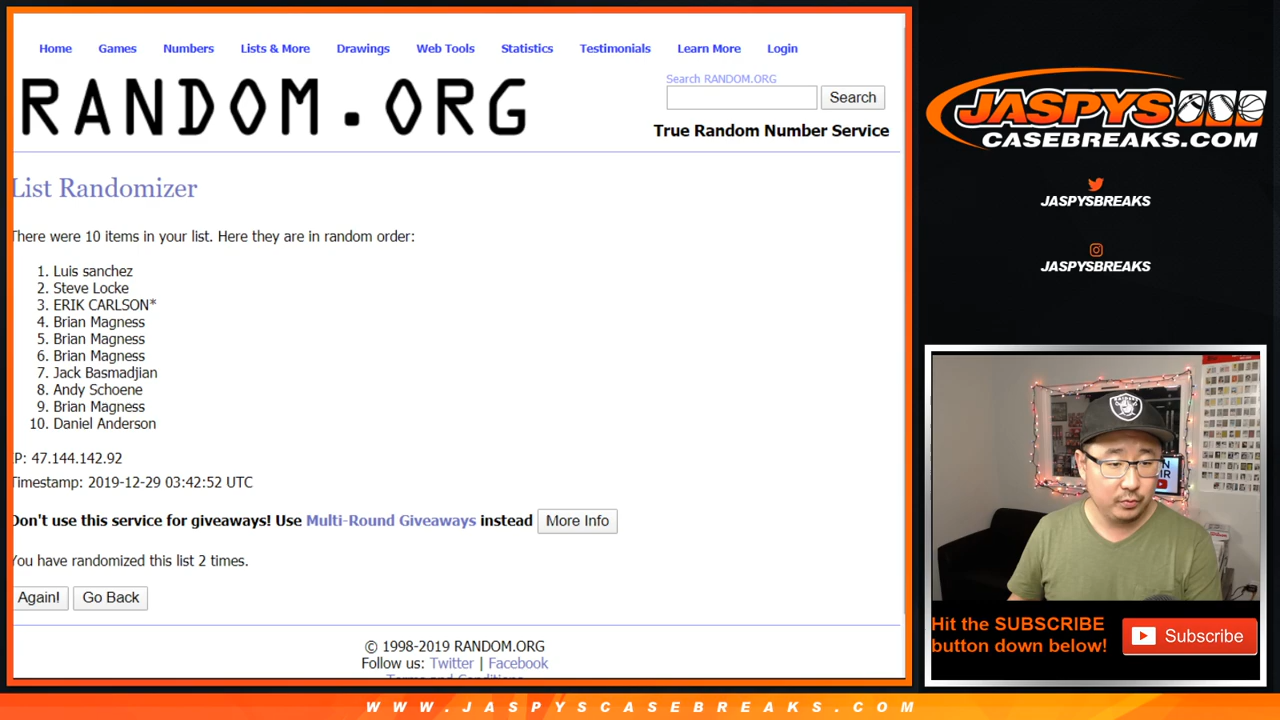 Home Games Numbers Lists & More Drawings Web Tools Statistics Testimonials Learn More Login
RANDOM.ORG
Search RANDOM.ORG
Search
True Random Number Service
List Randomizer
There were 10 items in your list. Here they are in random order:
1. Luis sanchez
2. Steve Locke
3. ERIK CARLSON*
4. Brian Magness
5. Brian Magness
6. Brian Magness
7. Jack Basmadjian
8. Andy Schoene
9. Brian Magness
10. Daniel Anderson
IP: 47.144.142.92
Timestamp: 2019-12-29 03:42:52 UTC
Don't use this service for giveaways! Use Multi-Round Giveaways instead More Info
You have randomized this list 2 times.
Again! Go Back
© 1998-2019 RANDOM.ORG
Follow us: Twitter | Facebook
Terms and Conditions
JASPYS
CASEBREAKS.COM
JASPYSBREAKS
JASPYSBREAKS
Hit the SUBSCRIBE
button down below!
Subscribe
WWW.JASPYSCASEBREAKS.COM